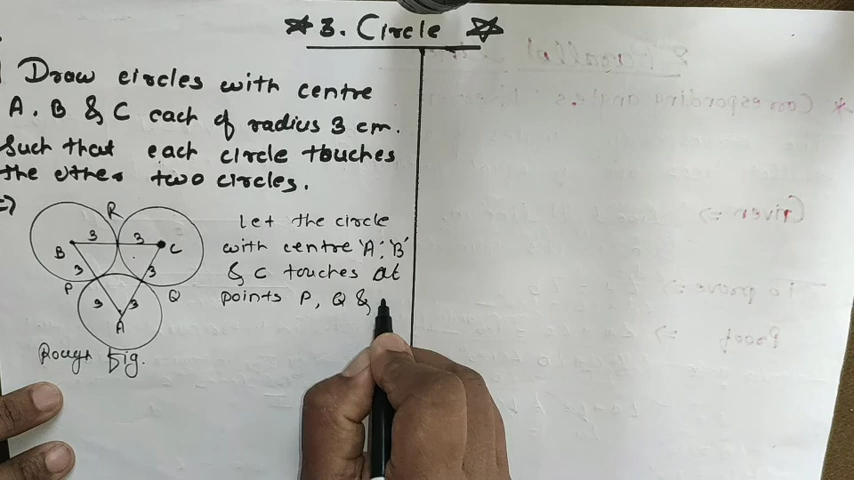 3. Circle
Draw circles with centre
A. B & C each of radius 3 cm.
Such that each circle touches
the other two circles.
=)
R
3 3
B C
3 3
P Q
3 3
A
Rough Fig.
Let the circle
with centre 'A', 'B'
& C touches at
points P, Q &